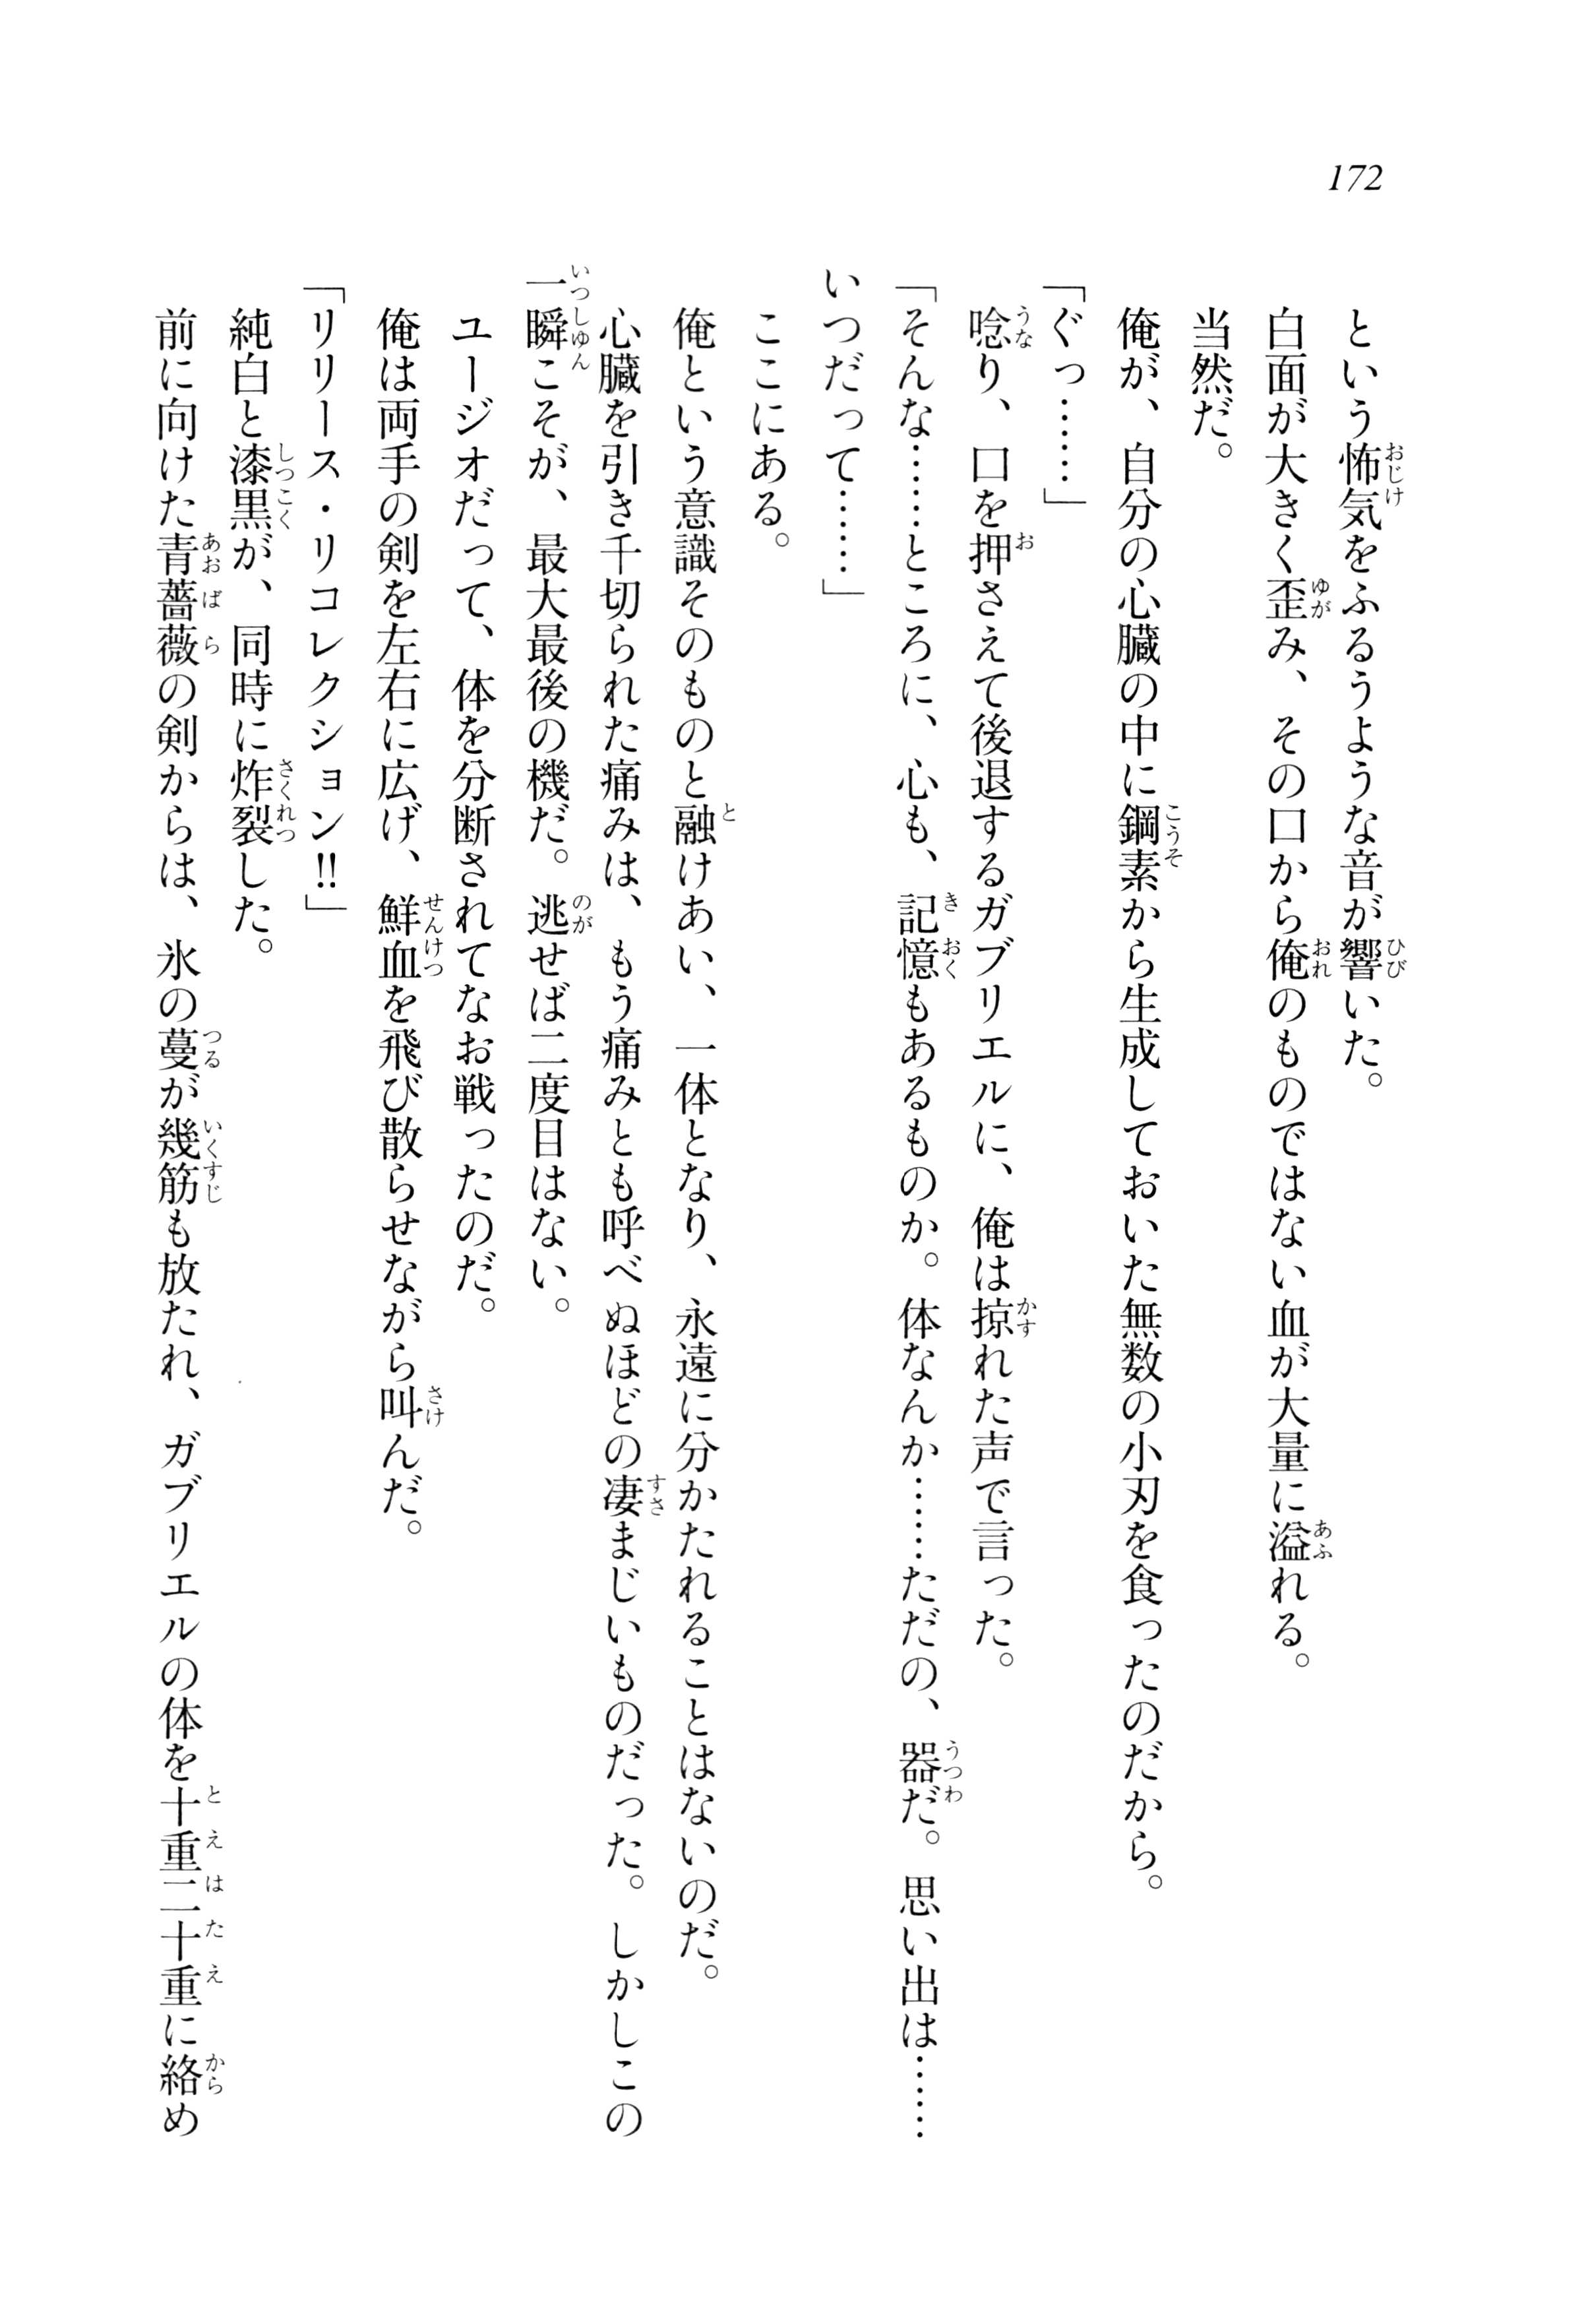 172
という怖気をふるうような音が響いた。
白面が大きく歪み、その口から俺のものではない血が大量に溢れる。
当然だ。
俺が、自分の心臓の中に鋼素から生成しておいた無数の小刃を食ったのだから。
「ぐっ……」
唸り、口を押さえて後退するガブリエルに、俺は掠れた声で言った。
「そんな……ところに、心も、記憶もあるものか。体なんか……ただの、器だ。思い出は……
いつだって……」
ここにある。
俺という意識そのものと融けあい、一体となり、永遠に分かたれることはないのだ。
心臓を引き千切られた痛みは、もう痛みとも呼べぬほどの凄まじいものだった。しかしこの
一瞬こそが、最大最後の機だ。逃せば二度目はない。
ユージオだって、体を分断されてなお戦ったのだ。
俺は両手の剣を左右に広げ、鮮血を飛び散らせながら叫んだ。
「リリース・リコレクション!!」
純白と漆黒が、同時に炸裂した。
前に向けた青薔薇の剣からは、氷の蔓が幾筋も放たれ、ガブリエルの体を十重二十重に絡め